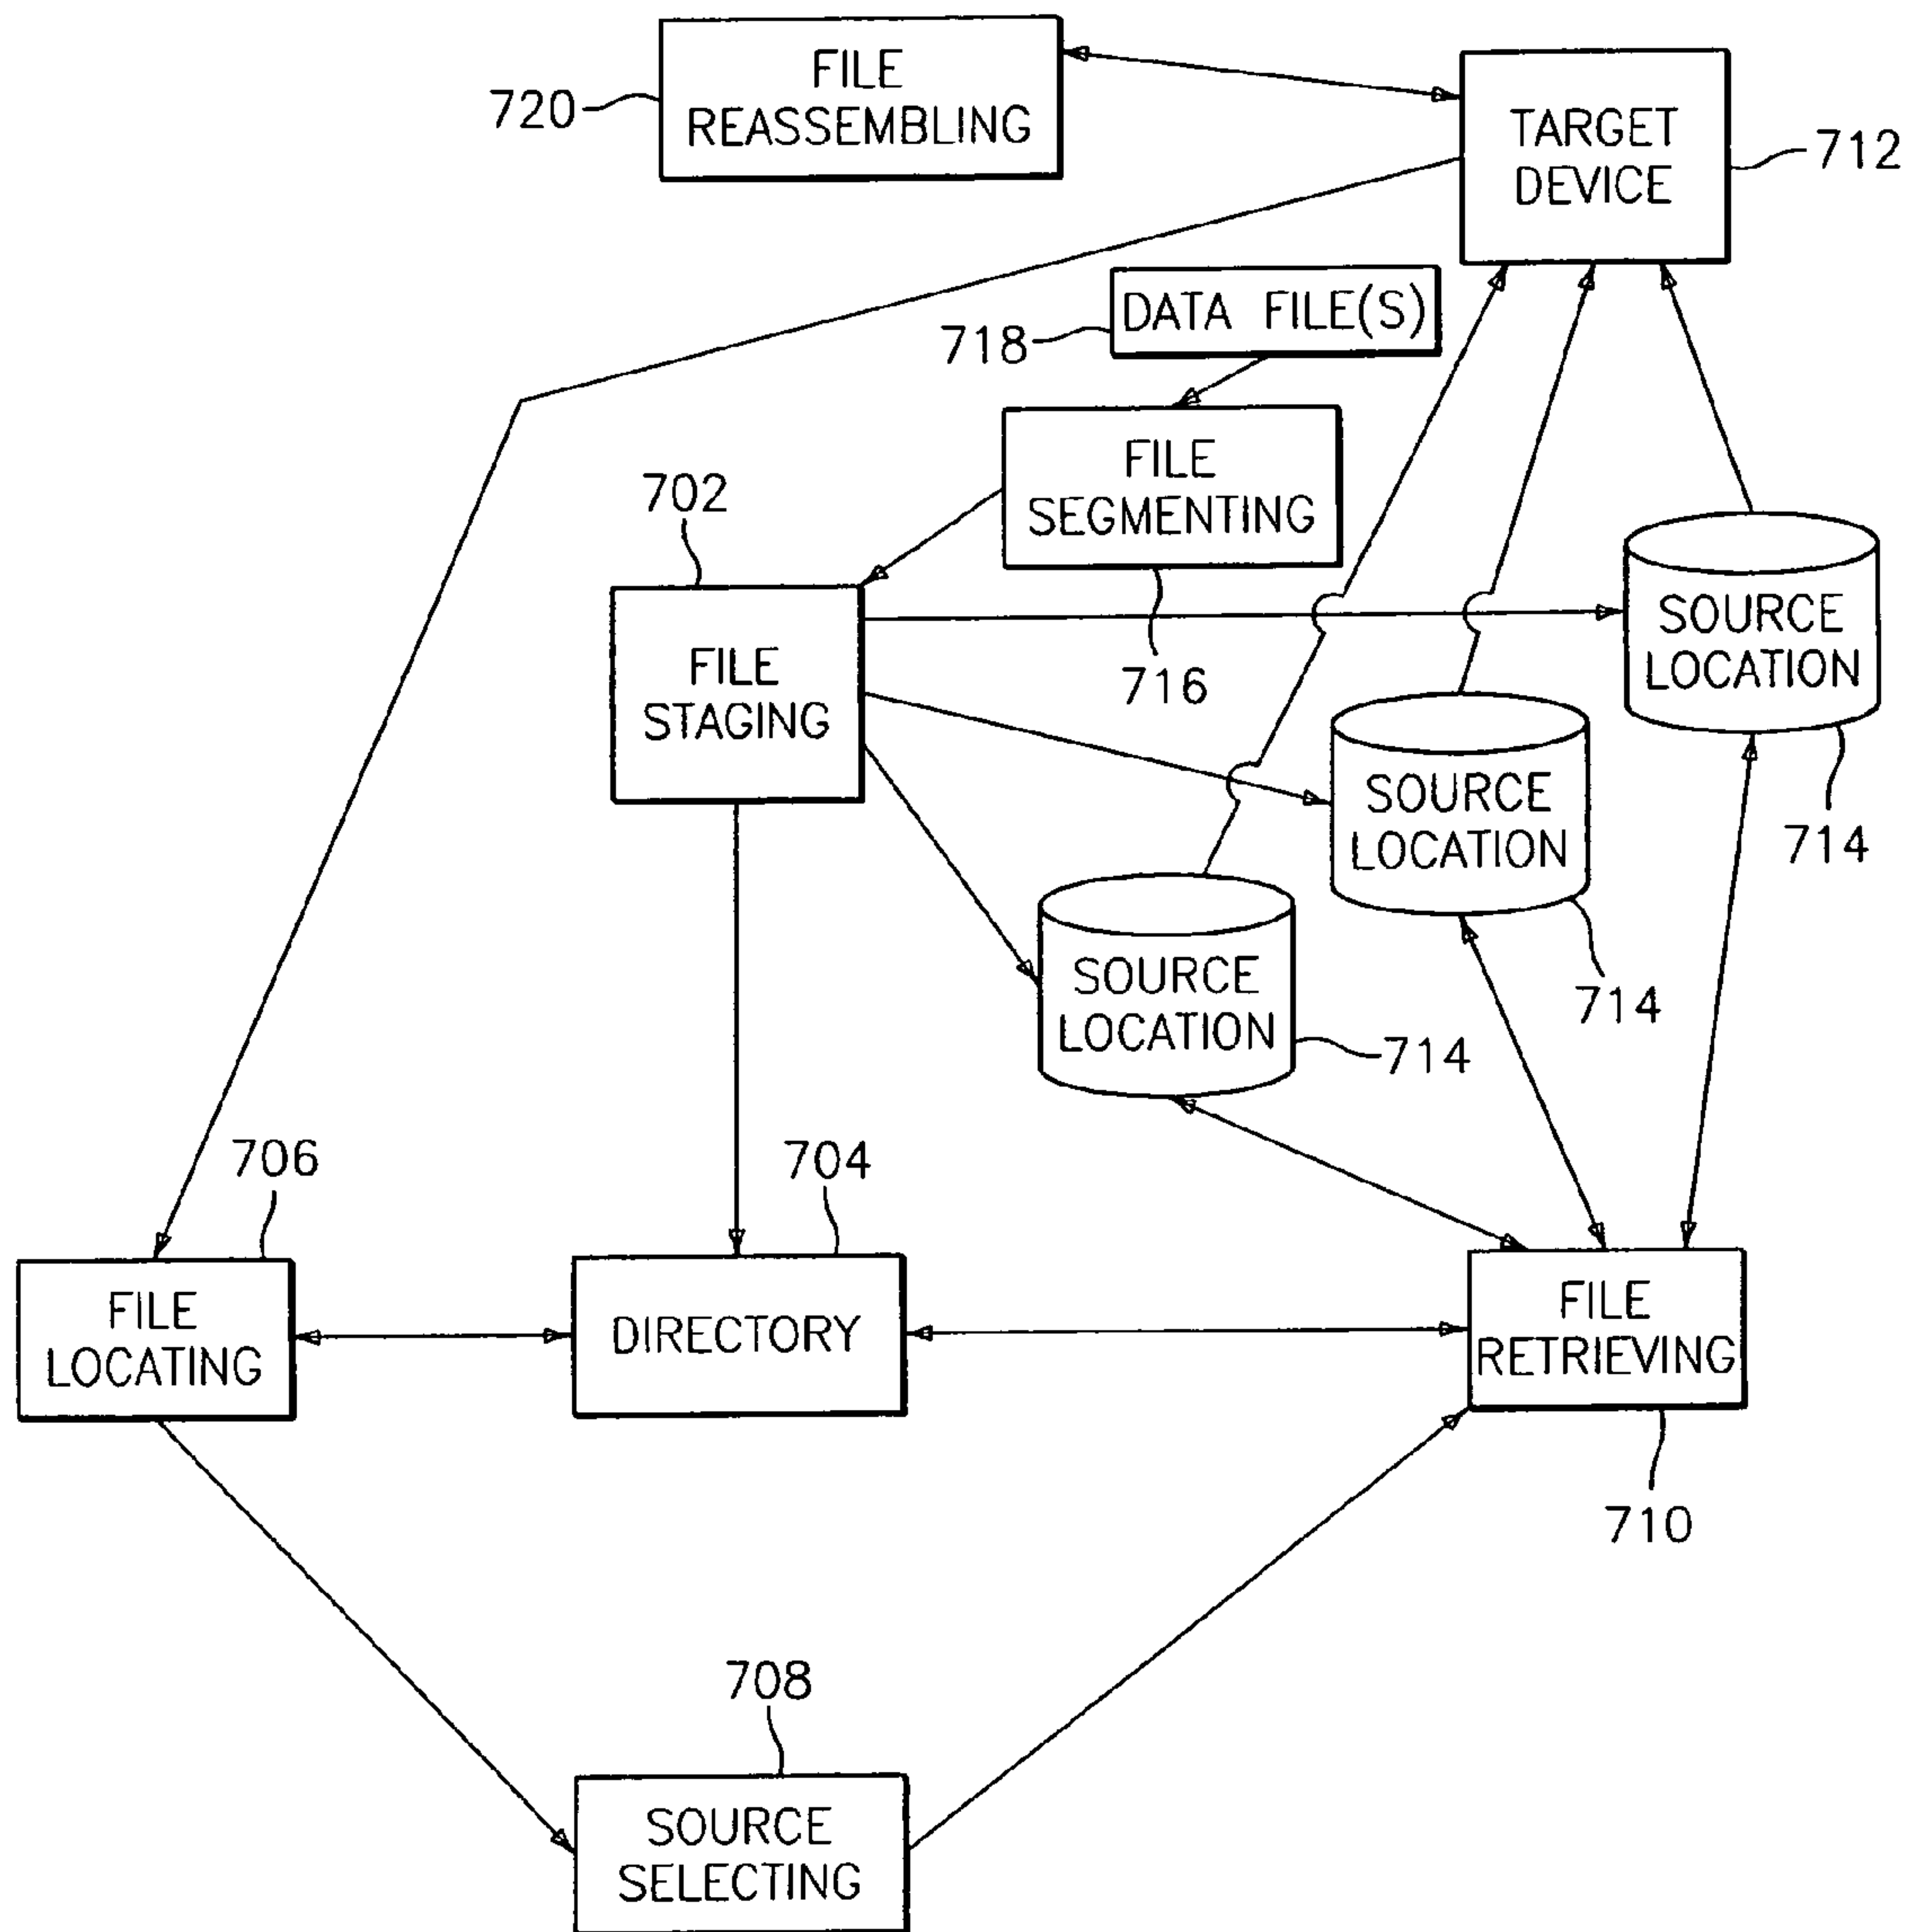 FILE
REASSEMBLING
720
TARGET
DEVICE
712
DATA FILE(S)
718
FILE
SEGMENTING
716
702
FILE
STAGING
SOURCE
LOCATION
714
SOURCE
LOCATION
714
SOURCE
LOCATION
714
706
FILE
LOCATING
704
DIRECTORY
FILE
RETRIEVING
710
708
SOURCE
SELECTING